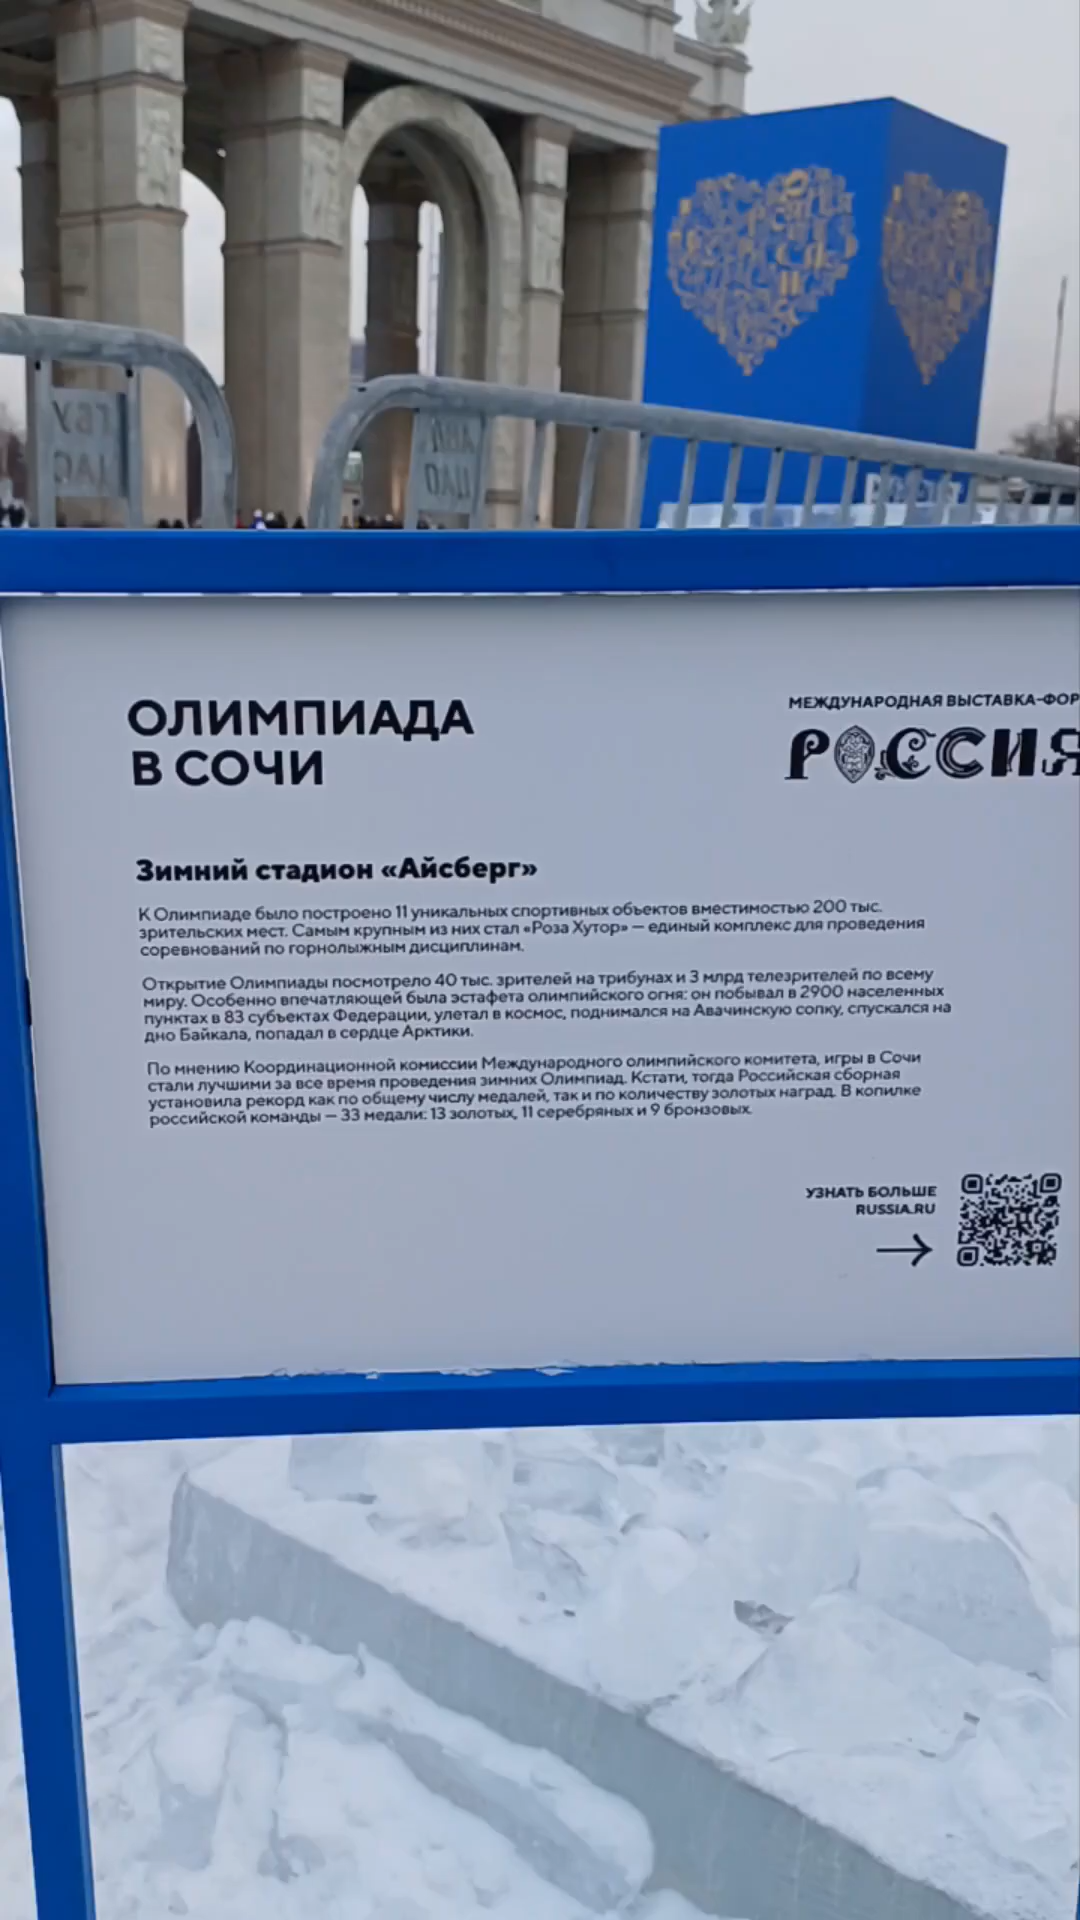 ОЛИМПИАДА
В СОЧИ
МЕЖДУНАРОДНАЯ ВЫСТАВКА-ФОР
РОССИЯ
Зимний стадион «Айсберг»
К Олимпиаде было построено 11 уникальных спортивных объектов вместимостью 200 тыс.
зрительских мест. Самым крупным из них стал «Роза Хутор» — единый комплекс для проведения
соревнований по горнолыжным дисциплинам.
Открытие Олимпиады посмотрело 40 тыс. зрителей на трибунах и 3 млрд телезрителей по всему
миру. Особенно впечатляющей была эстафета олимпийского огня: он побывал в 2900 населенных
пунктах в 83 субъектах Федерации, улетал в космос, поднимался на Авачинскую сопку, спускался на
дно Байкала, попадал в сердце Арктики.
По мнению Координационной комиссии Международного олимпийского комитета, игры в Сочи
стали лучшими за все время проведения зимних Олимпиад. Кстати, тогда Российская сборная
установила рекорд как по общему числу медалей, так и по количеству золотых наград. В копилке
российской команды — 33 медали: 13 золотых, 11 серебряных и 9 бронзовых.
УЗНАТЬ БОЛЬШЕ
RUSSIA.RU